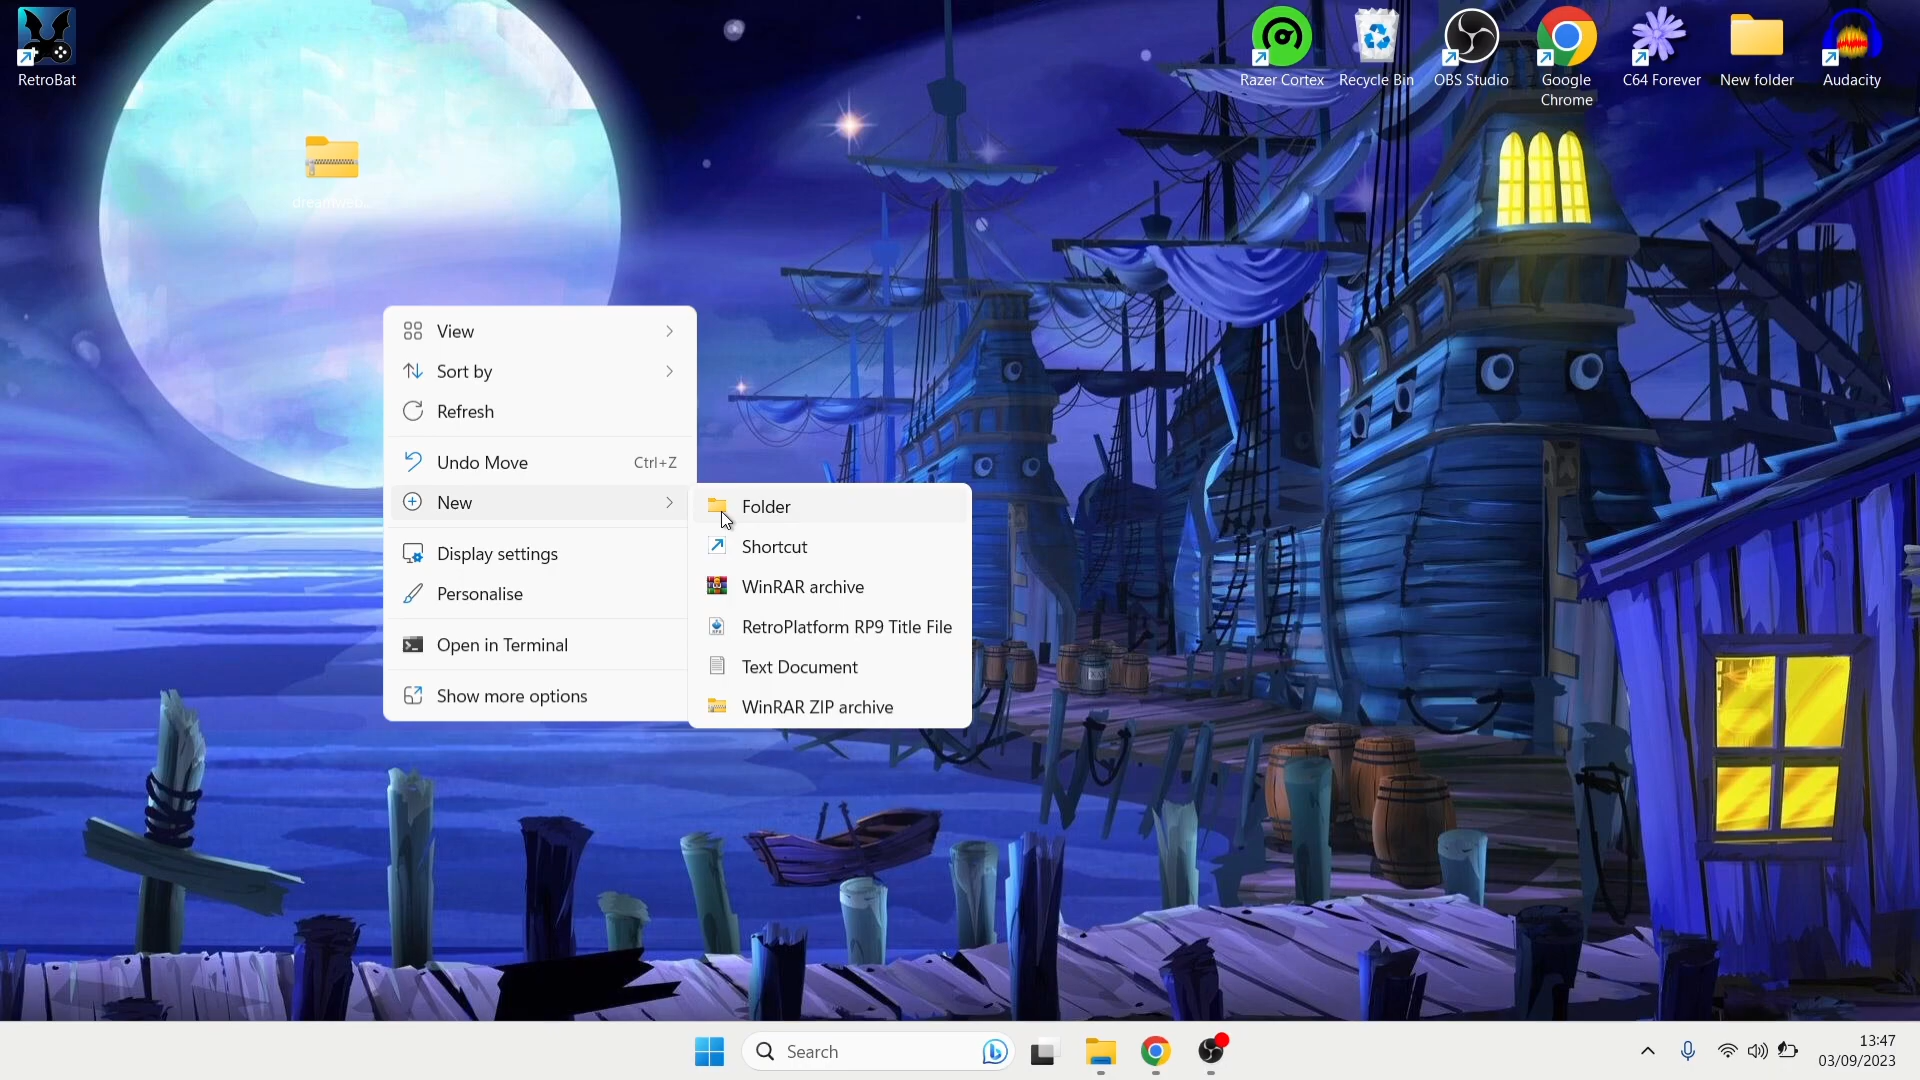 RetroBat
Razer Cortex
Recycle Bin
OBS Studio
Google
Chrome
C64 Forever
New folder
Audacity
dreamweb...
View
Sort by
Refresh
Undo Move Ctrl+Z
New
Display settings
Personalise
Open in Terminal
Show more options
Folder
Shortcut
WinRAR archive
RetroPlatform RP9 Title File
Text Document
WinRAR ZIP archive
Search
13:47
03/09/2023